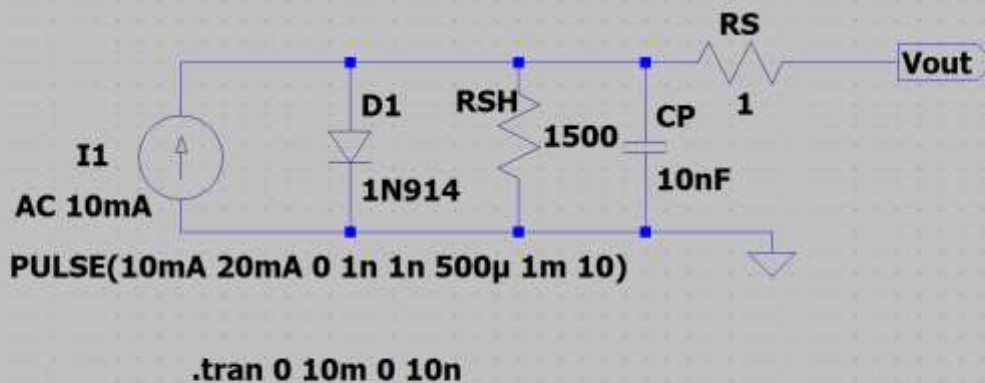 RS
Vout
D1
RSH
CP
1
I1
1500
1N914
10nF
AC 10mA
PULSE(10mA 20mA 0 1n 1n 500µ 1m 10)
.tran 0 10m 0 10n